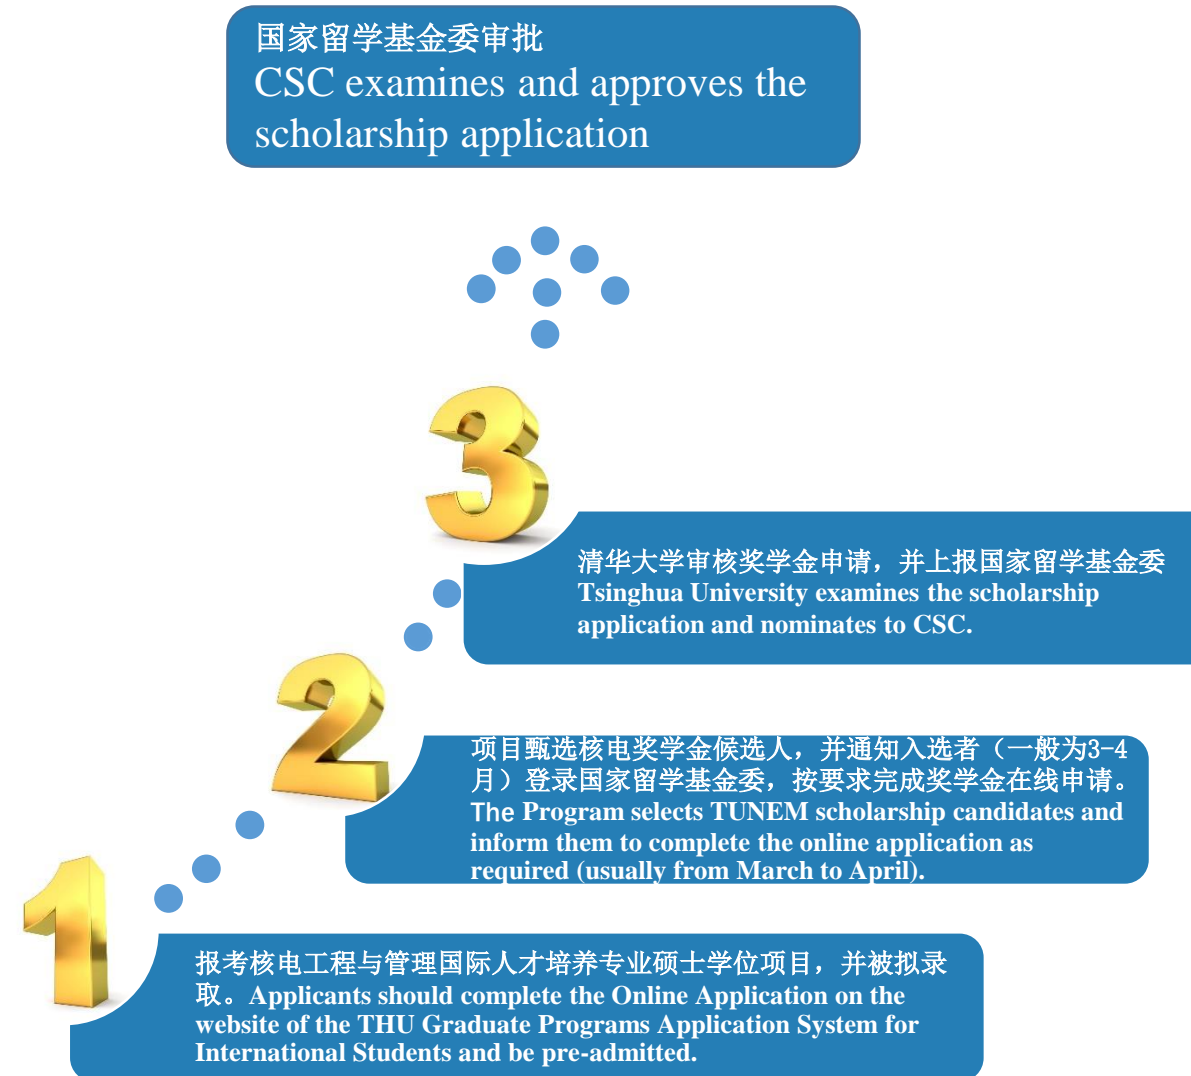 国家留学基金委审批
CSC examines and approves the
scholarship application
3
清华大学审核奖学金申请，并上报国家留学基金委
Tsinghua University examines the scholarship
application and nominates to CSC.
2
项目甄选核电奖学金候选人，并通知入选者（一般为3-4
月）登录国家留学基金委，按要求完成奖学金在线申请。
The Program selects TUNEM scholarship candidates and
inform them to complete the online application as
required (usually from March to April).
1
报考核电工程与管理国际人才培养专业硕士学位项目，并被拟录
取。Applicants should complete the Online Application on the
website of the THU Graduate Programs Application System for
International Students and be pre-admitted.